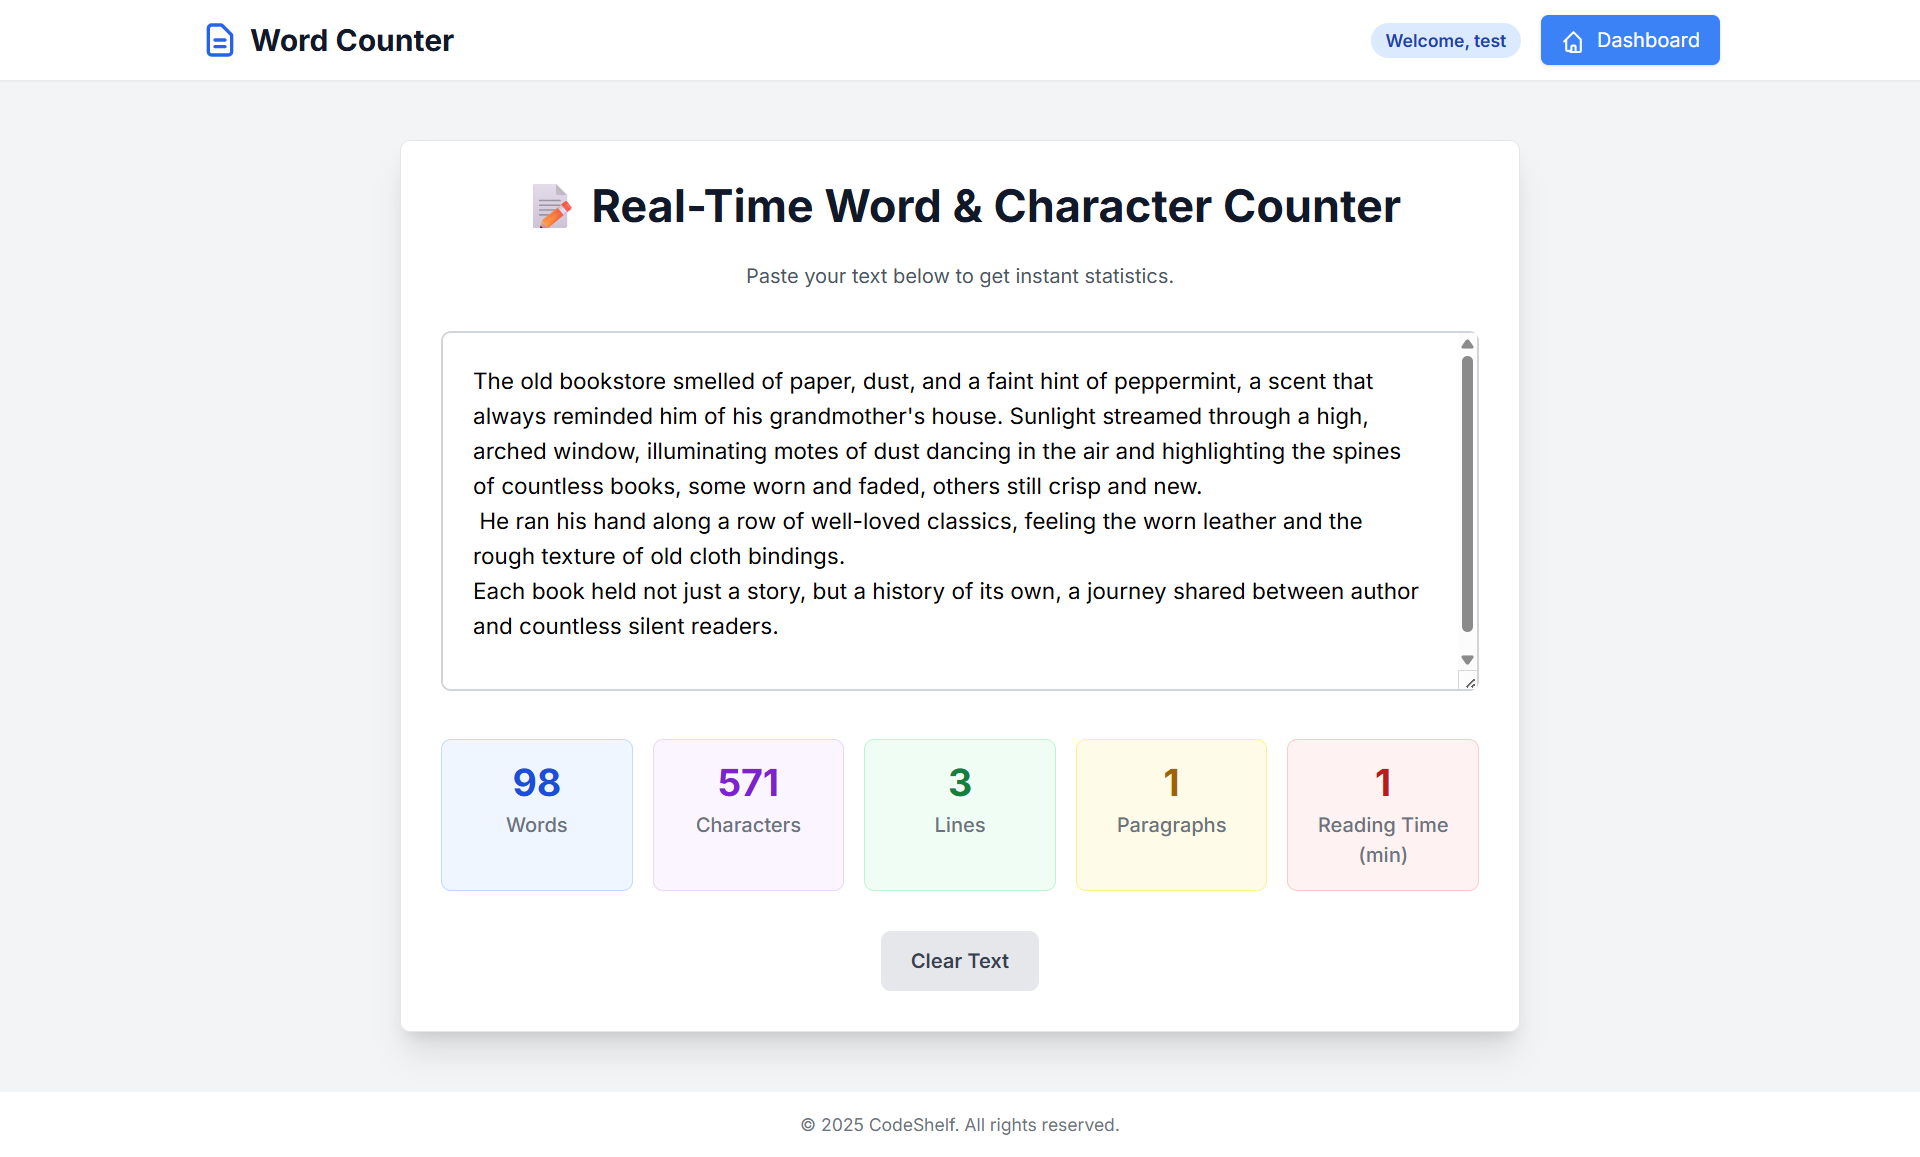 Word Counter
Welcome, test
Dashboard
Real-Time Word & Character Counter
Paste your text below to get instant statistics.
The old bookstore smelled of paper, dust, and a faint hint of peppermint, a scent that
always reminded him of his grandmother's house. Sunlight streamed through a high,
arched window, illuminating motes of dust dancing in the air and highlighting the spines
of countless books, some worn and faded, others still crisp and new.
He ran his hand along a row of well-loved classics, feeling the worn leather and the
rough texture of old cloth bindings.
Each book held not just a story, but a history of its own, a journey shared between author
and countless silent readers.
98
Words
571
Characters
3
Lines
1
Paragraphs
1
Reading Time
(min)
Clear Text
© 2025 CodeShelf. All rights reserved.